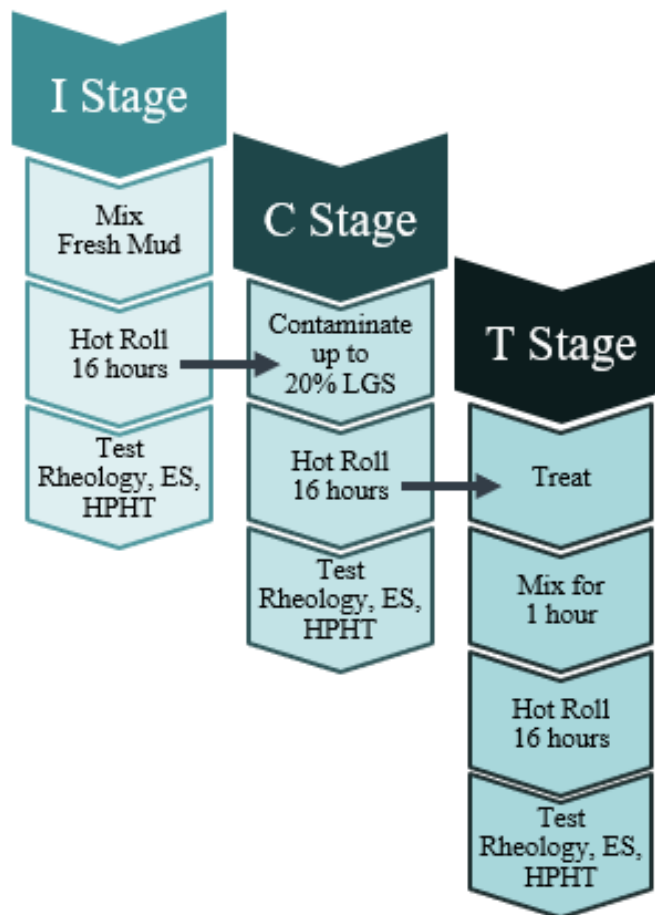 I Stage
Mix
Fresh Mud
Hot Roll
16 hours
Test
Rheology, ES,
HPHT
C Stage
Contaminate
up to
20% LGS
Hot Roll
16 hours
Test
Rheology, ES,
HPHT
T Stage
Treat
Mix for
1 hour
Hot Roll
16 hours
Test
Rheology, ES,
HPHT